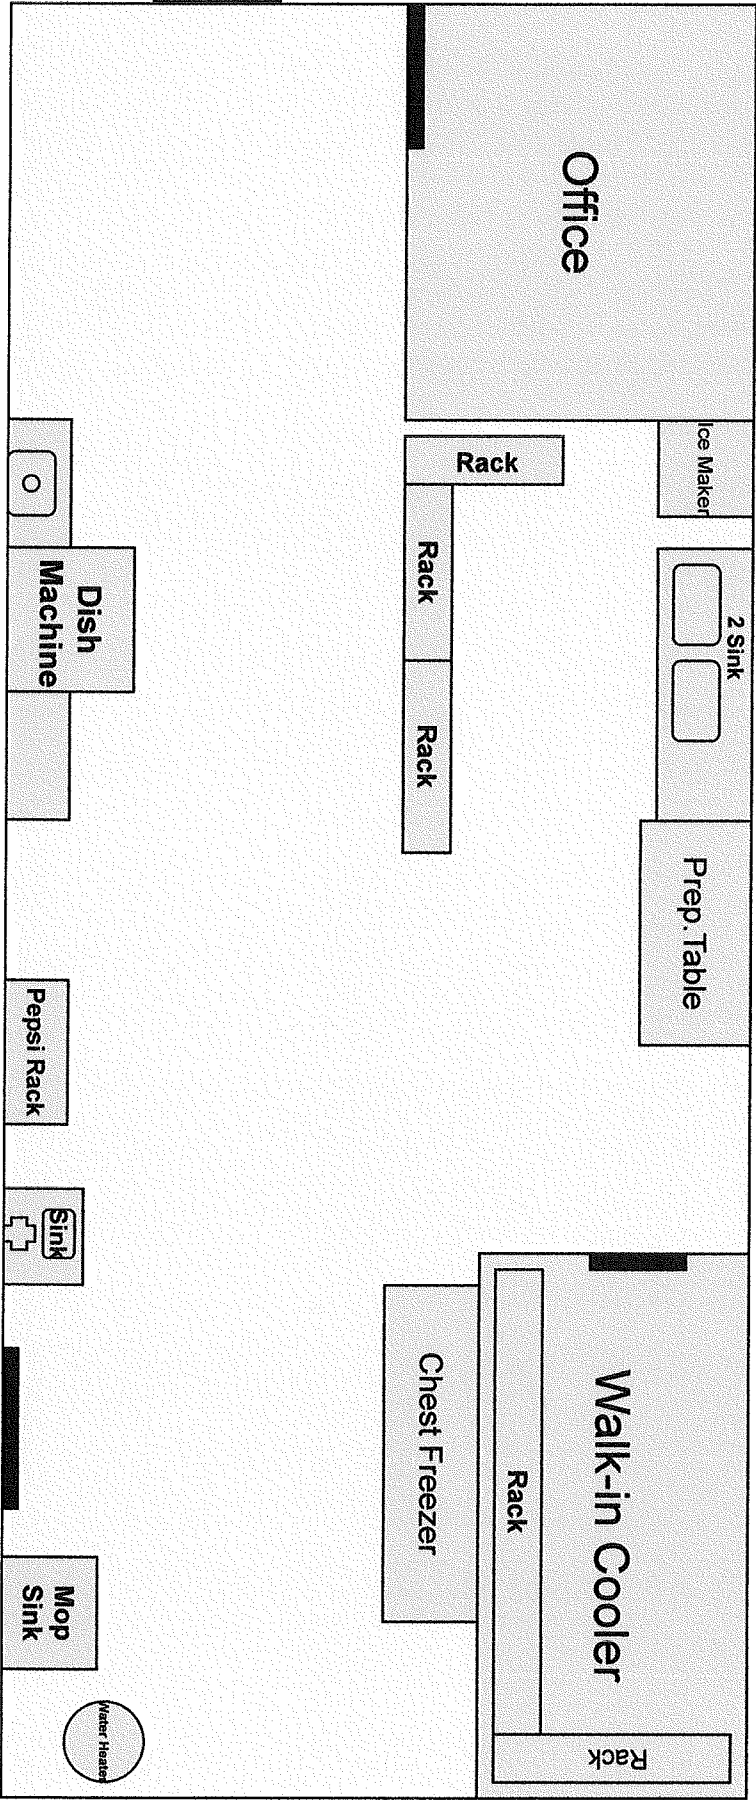 Office
Ice Maker
Rack
Rack
Rack
2 Sink
Dish
Machine
Prep.Table
Pepsi Rack
Sink
Chest Freezer
Walk-in Cooler
Rack
Rack
Mop
Sink
Water Heater